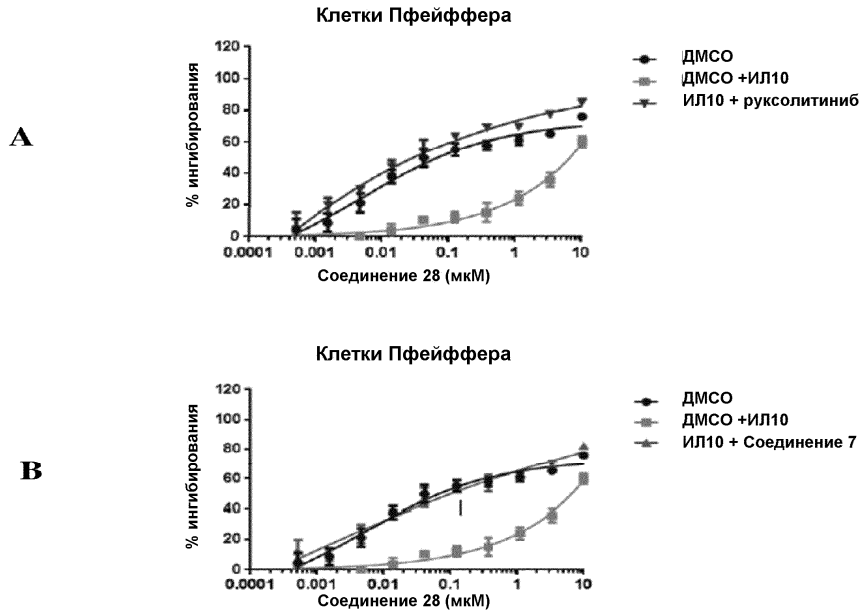 Клетки Пфейффера
A
% ингибирования
120
100
80
60
40
20
0
0.0001 0.001 0.01 0.1 1 10
Соединение 28 (мкМ)
ДМСО
ДМСО +ИЛ10
ИЛ10 + руксолитиниб
Клетки Пфейффера
B
% ингибирования
120
100
80
60
40
20
0
0.0001 0.001 0.01 0.1 1 10
Соединение 28 (мкМ)
ДМСО
ДМСО +ИЛ10
ИЛ10 + Соединение 7